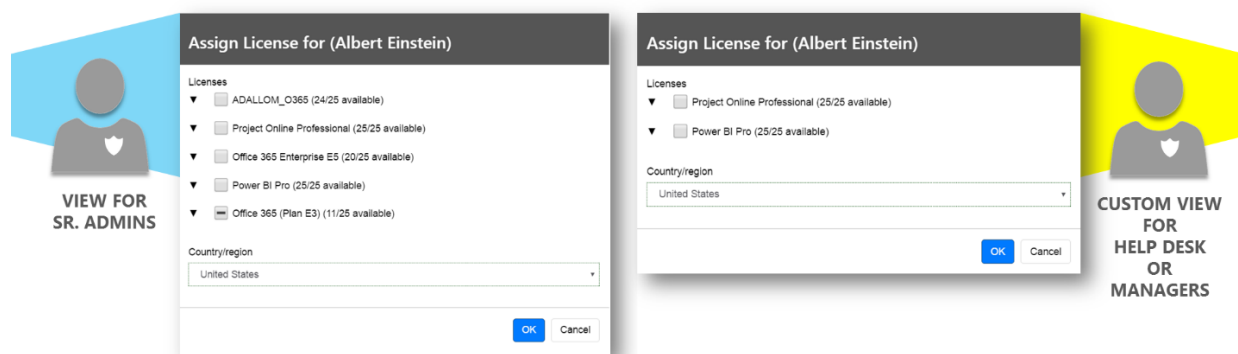 VIEW FOR
SR. ADMINS
Assign License for (Albert Einstein)
Licenses
ADALLOM_O365 (24/25 available)
Project Online Professional (25/25 available)
Office 365 Enterprise E5 (20/25 available)
Power BI Pro (25/25 available)
Office 365 (Plan E3) (11/25 available)
Country/region
United States
OK Cancel
Assign License for (Albert Einstein)
Licenses
Project Online Professional (25/25 available)
Power BI Pro (25/25 available)
Country/region
United States
OK Cancel
CUSTOM VIEW
FOR
HELP DESK
OR
MANAGERS